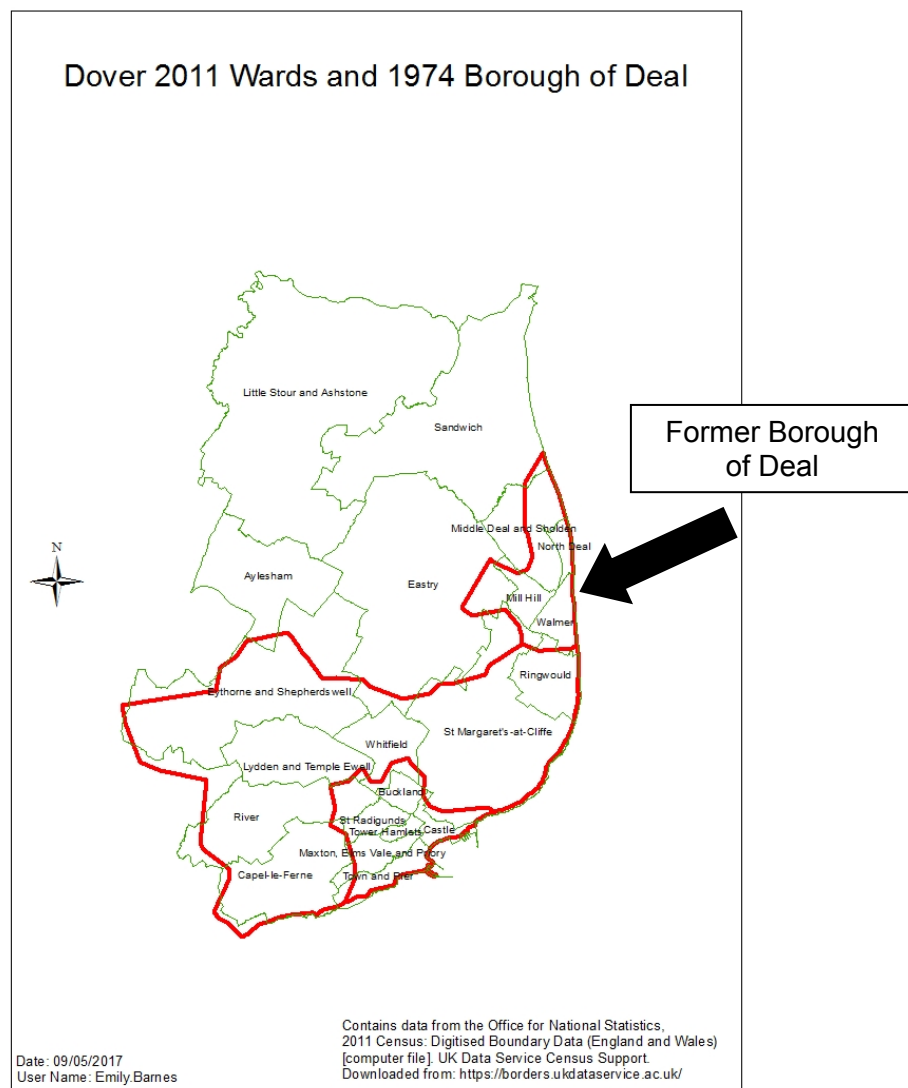 Dover 2011 Wards and 1974 Borough of Deal
Little Stour and Ashstone
Sandwich
Former Borough
of Deal
Middle Deal and Sholden
North Deal
N
Aylesham
Eastry
Mill Hill
Walmer
Ringwould
Eythorne and Shepherdswell
St Margaret's-at-Cliffe
Whitfield
Lydden and Temple Ewell
Buckland
River
St Radigunds
Castle
Tower Hamlets
Maxton, Elms Vale and Priory
Capel-le-Ferne
Town and Pier
Contains data from the Office for National Statistics,
2011 Census: Digitised Boundary Data (England and Wales)
[computer file]. UK Data Service Census Support.
Downloaded from: https://borders.ukdataservice.ac.uk/
Date: 09/05/2017
User Name: Emily.Barnes